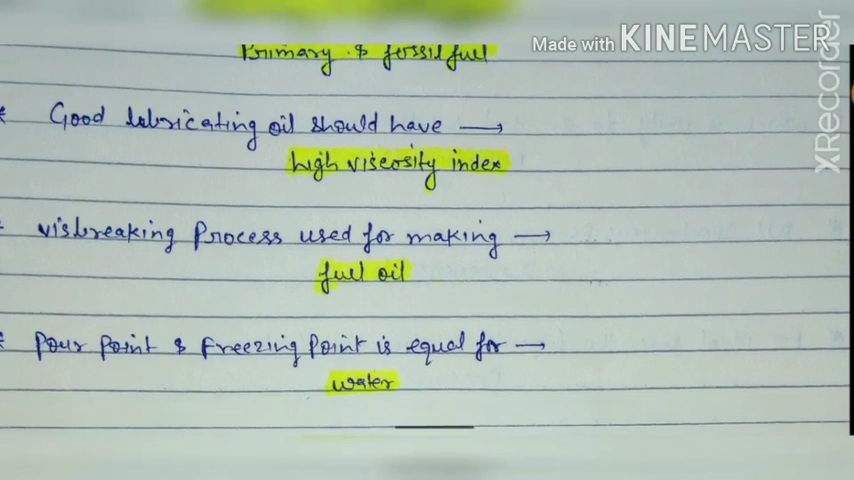 Made with KINEMASTER
XRecorder
Primary & fossil fuel
* Good lubricating oil should have →
high viscosity index
visbreaking Process used for making →
fuel oil
* Pour point & Freezing Point is equal for →
water